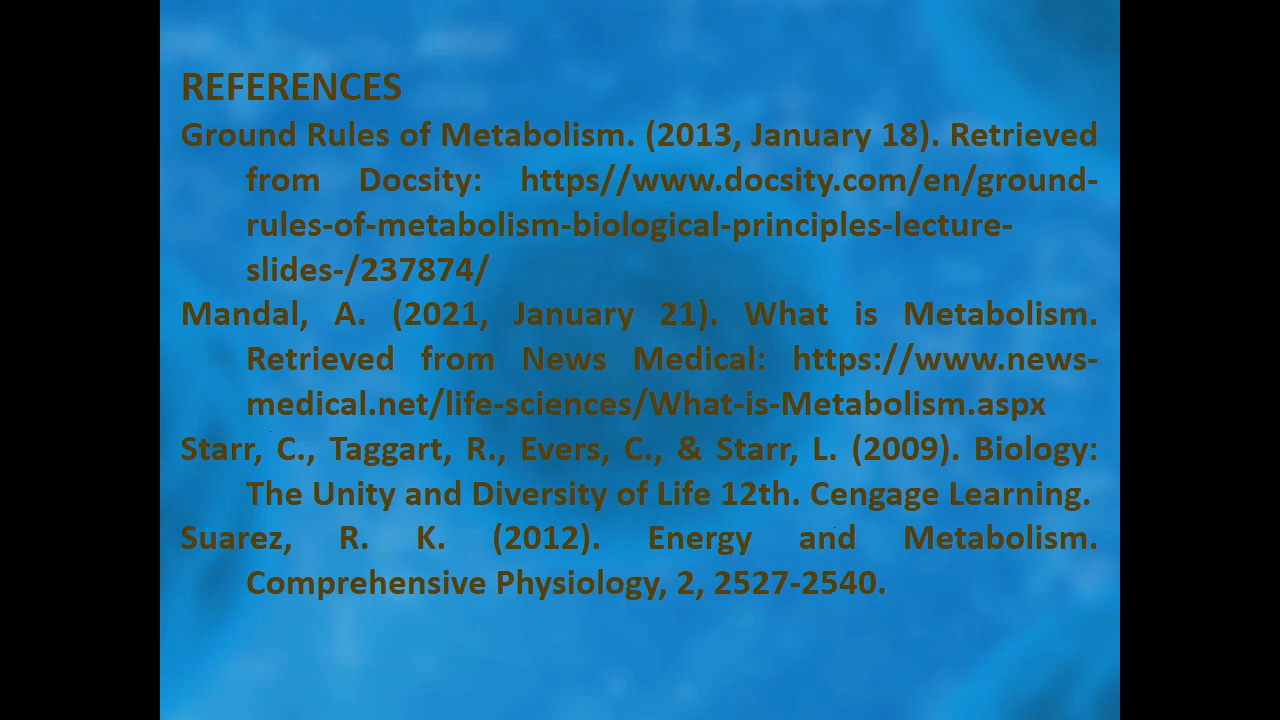 REFERENCES
Ground Rules of Metabolism. (2013, January 18). Retrieved
from Docsity: https//www.docsity.com/en/ground-
rules-of-metabolism-biological-principles-lecture-
slides-/237874/
Mandal, A. (2021, January 21). What is Metabolism.
Retrieved from News Medical: https://www.news-
medical.net/life-sciences/What-is-Metabolism.aspx
Starr, C., Taggart, R., Evers, C., & Starr, L. (2009). Biology:
The Unity and Diversity of Life 12th. Cengage Learning.
Suarez, R. K. (2012). Energy and Metabolism.
Comprehensive Physiology, 2, 2527-2540.